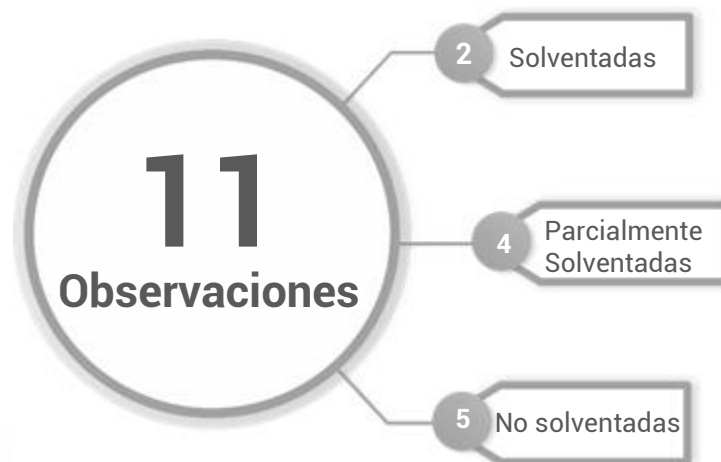 11
Observaciones
2
Solventadas
4
Parcialmente
Solventadas
5
No solventadas